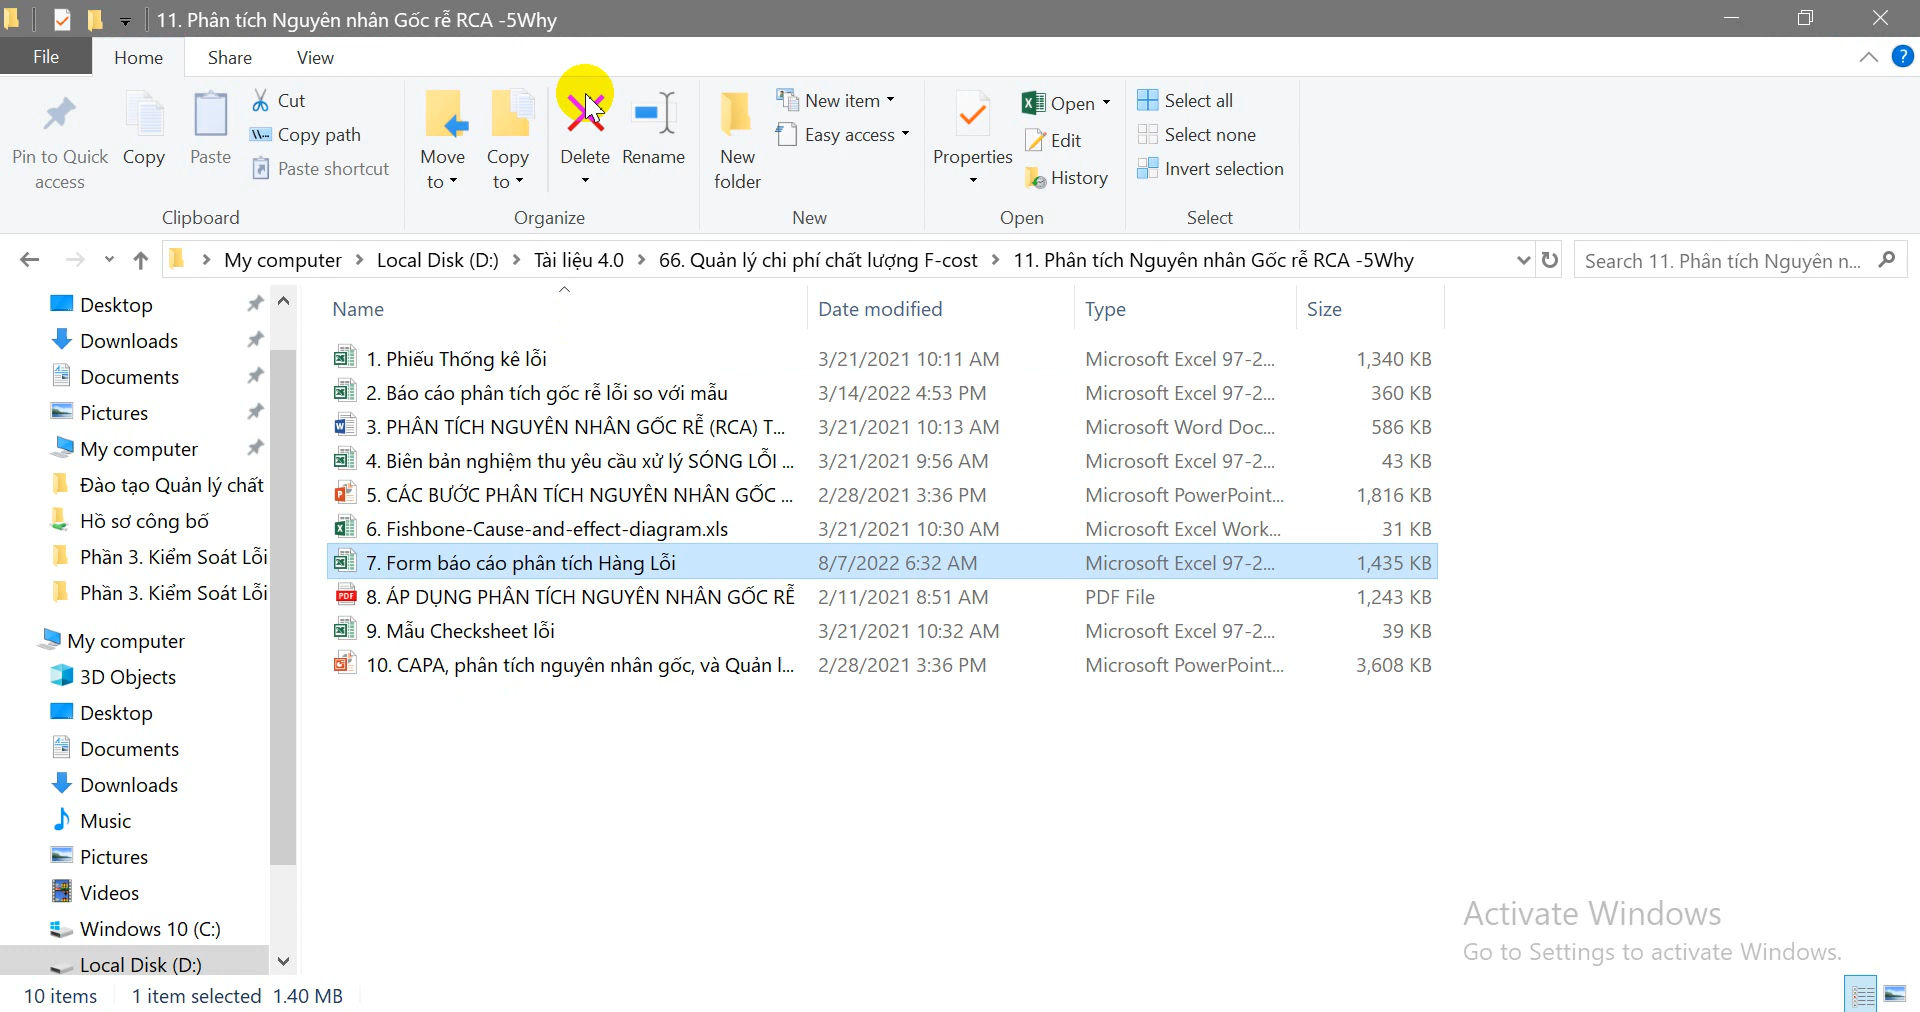 11. Phân tích Nguyên nhân Gốc rễ RCA -5Why
File Home Share View
Pin to Quick access
Copy
Paste
Cut
Copy path
Paste shortcut
Clipboard
Move to
Copy to
Delete
Rename
Organize
New folder
New item
Easy access
New
Properties
Open
Edit
History
Open
Select all
Select none
Invert selection
Select
My computer > Local Disk (D:) > Tài liệu 4.0 > 66. Quản lý chi phí chất lượng F-cost > 11. Phân tích Nguyên nhân Gốc rễ RCA -5Why
Search 11. Phân tích Nguyên n...
Desktop
Downloads
Documents
Pictures
My computer
Đào tạo Quản lý chất
Hồ sơ công bố
Phần 3. Kiểm Soát Lỗi
Phần 3. Kiểm Soát Lỗi
My computer
3D Objects
Desktop
Documents
Downloads
Music
Pictures
Videos
Windows 10 (C:)
Local Disk (D:)
Name Date modified Type Size
1. Phiếu Thống kê lỗi 3/21/2021 10:11 AM Microsoft Excel 97-2... 1,340 KB
2. Báo cáo phân tích gốc rễ lỗi so với mẫu 3/14/2022 4:53 PM Microsoft Excel 97-2... 360 KB
3. PHÂN TÍCH NGUYÊN NHÂN GỐC RỄ (RCA) T... 3/21/2021 10:13 AM Microsoft Word Doc... 586 KB
4. Biên bản nghiệm thu yêu cầu xử lý SÓNG LỖI ... 3/21/2021 9:56 AM Microsoft Excel 97-2... 43 KB
5. CÁC BƯỚC PHÂN TÍCH NGUYÊN NHÂN GỐC ... 2/28/2021 3:36 PM Microsoft PowerPoint... 1,816 KB
6. Fishbone-Cause-and-effect-diagram.xls 3/21/2021 10:30 AM Microsoft Excel Work... 31 KB
7. Form báo cáo phân tích Hàng Lỗi 8/7/2022 6:32 AM Microsoft Excel 97-2... 1,435 KB
8. ÁP DỤNG PHÂN TÍCH NGUYÊN NHÂN GỐC RỄ 2/11/2021 8:51 AM PDF File 1,243 KB
9. Mẫu Checksheet lỗi 3/21/2021 10:32 AM Microsoft Excel 97-2... 39 KB
10. CAPA, phân tích nguyên nhân gốc, và Quản l... 2/28/2021 3:36 PM Microsoft PowerPoint... 3,608 KB
Activate Windows
Go to Settings to activate Windows.
10 items 1 item selected 1.40 MB